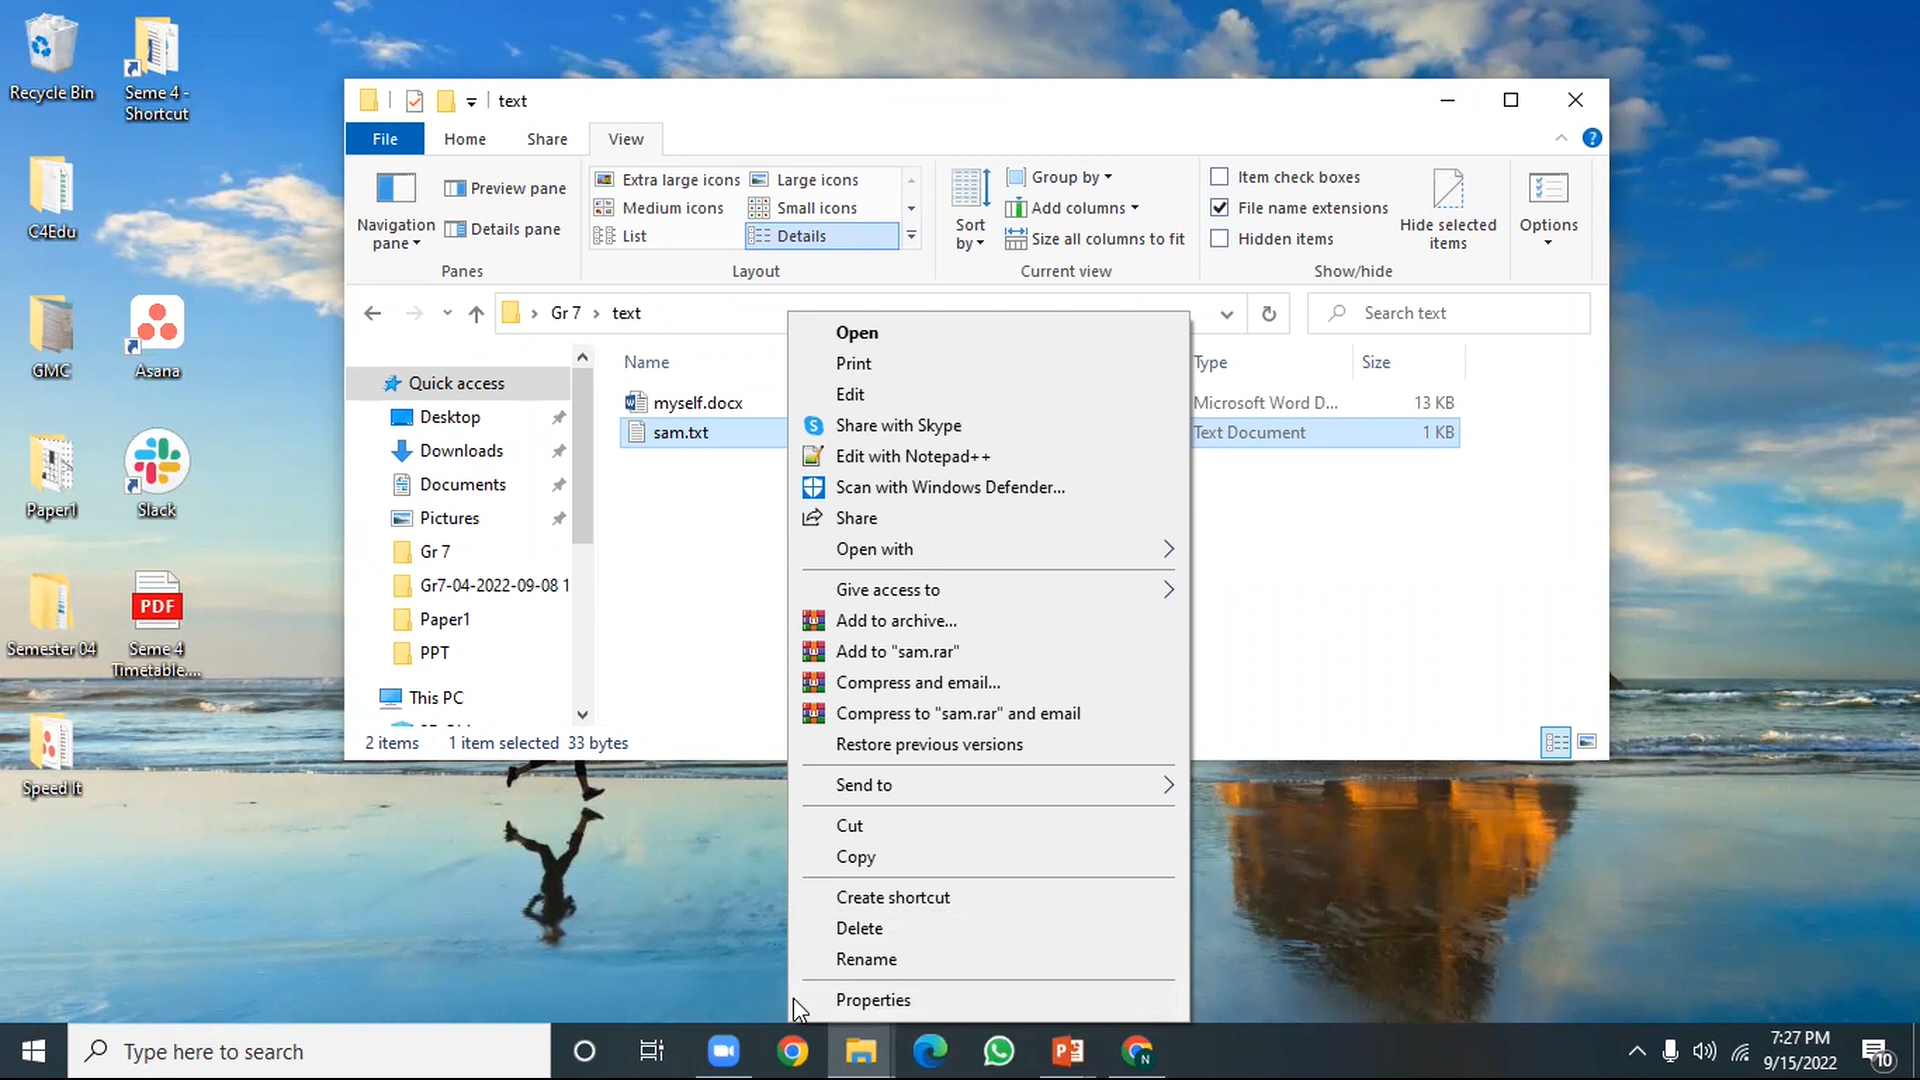 Recycle Bin
Seme 4 -
Shortcut
C4Edu
GMC
Asana
Paper1
Slack
Semester 04
Seme 4
Timetable....
Speed It
text
File
Home
Share
View
Navigation
pane
Preview pane
Details pane
Panes
Extra large icons
Large icons
Medium icons
Small icons
List
Details
Layout
Sort
by
Group by
Add columns
Size all columns to fit
Current view
Item check boxes
File name extensions
Hidden items
Hide selected
items
Show/hide
Options
Gr 7 › text
Search text
Quick access
Desktop
Downloads
Documents
Pictures
Gr 7
Gr7-04-2022-09-08 1
Paper1
PPT
This PC
Name
Type
Size
myself.docx
Microsoft Word D...
13 KB
sam.txt
Text Document
1 KB
2 items
1 item selected 33 bytes
Open
Print
Edit
Share with Skype
Edit with Notepad++
Scan with Windows Defender...
Share
Open with
Give access to
Add to archive...
Add to "sam.rar"
Compress and email...
Compress to "sam.rar" and email
Restore previous versions
Send to
Cut
Copy
Create shortcut
Delete
Rename
Properties
PDF
Type here to search
N
7:27 PM
9/15/2022
10